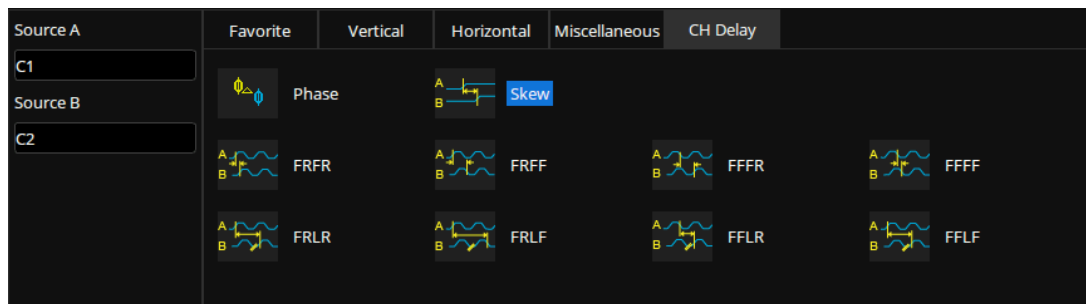 Source A
C1
Source B
C2
Favorite Vertical Horizontal Miscellaneous CH Delay
Phase
A
B
Skew
A
B
FRFR
A
B
FRFF
A
B
FFFR
A
B
FFFF
A
B
FRLR
A
B
FRLF
A
B
FFLR
A
B
FFLF